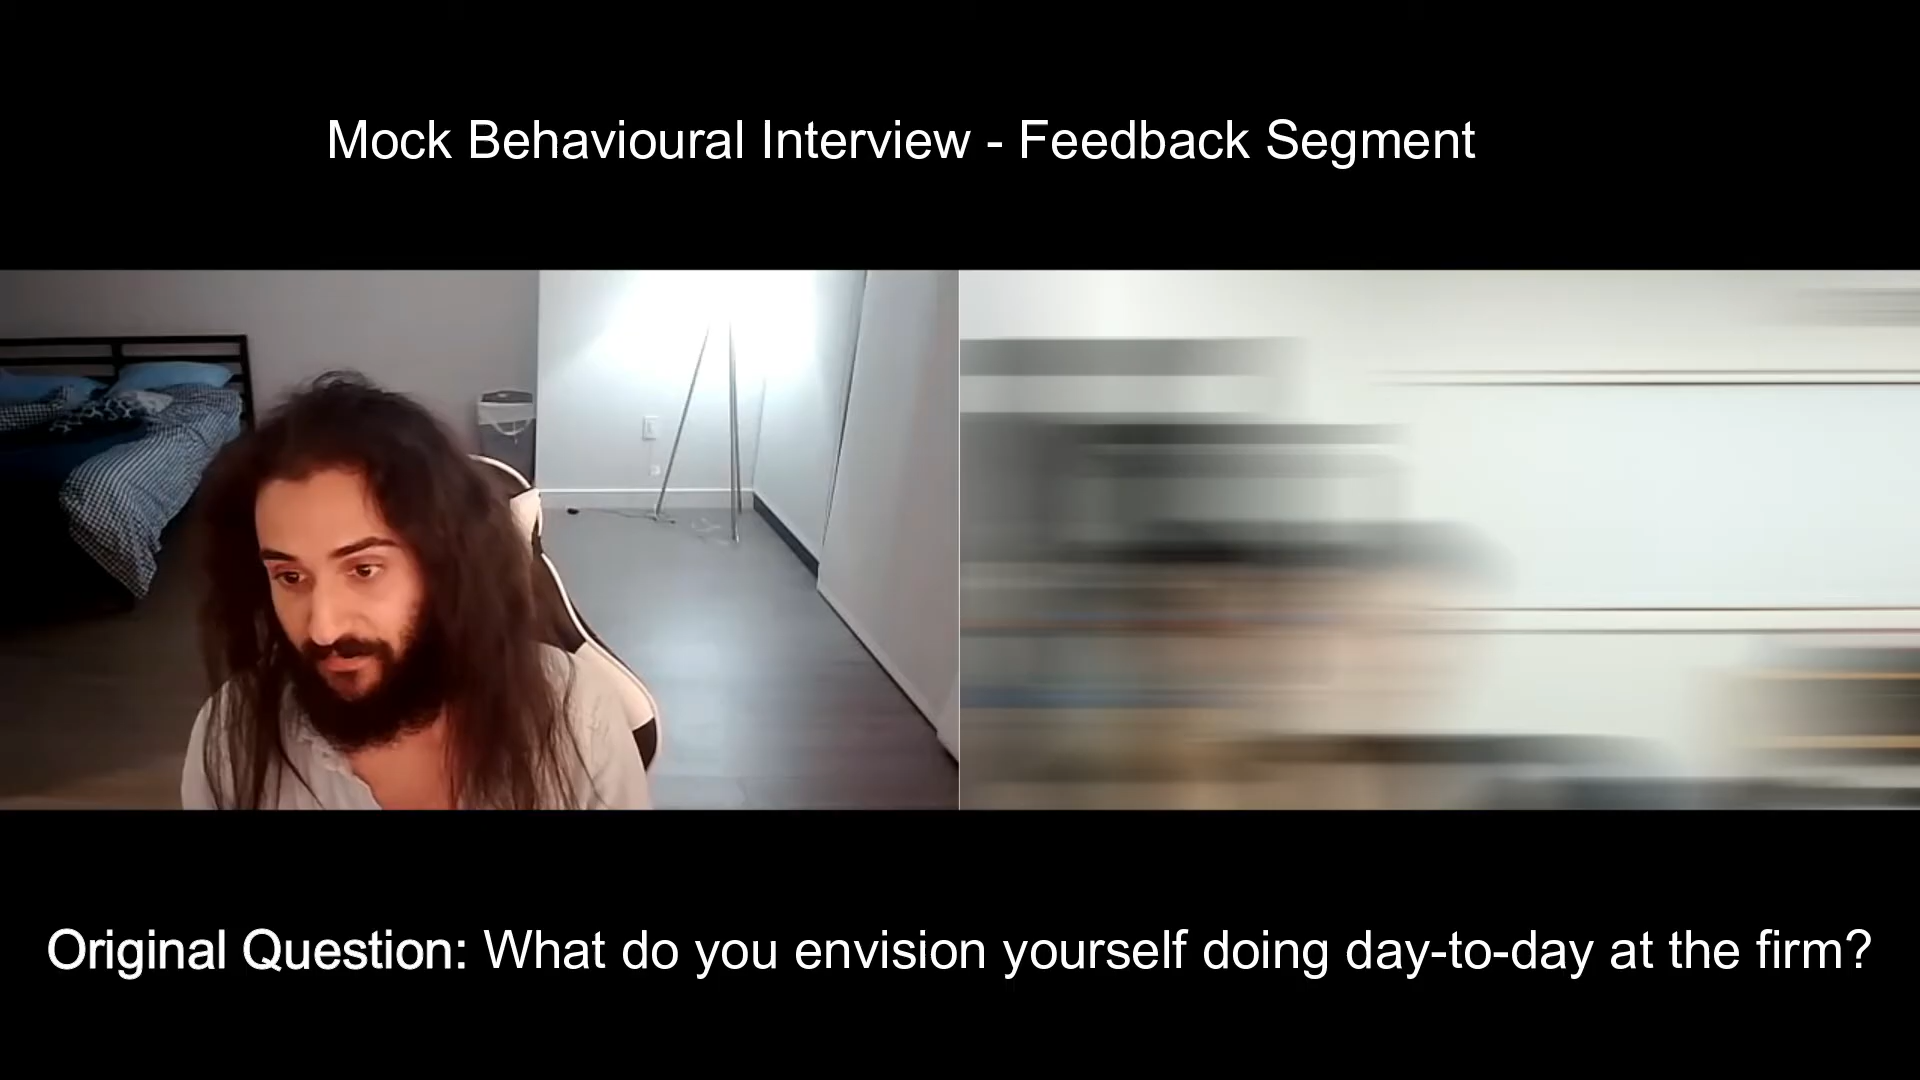 Mock Behavioural Interview - Feedback Segment
Original Question: What do you envision yourself doing day-to-day at the firm?